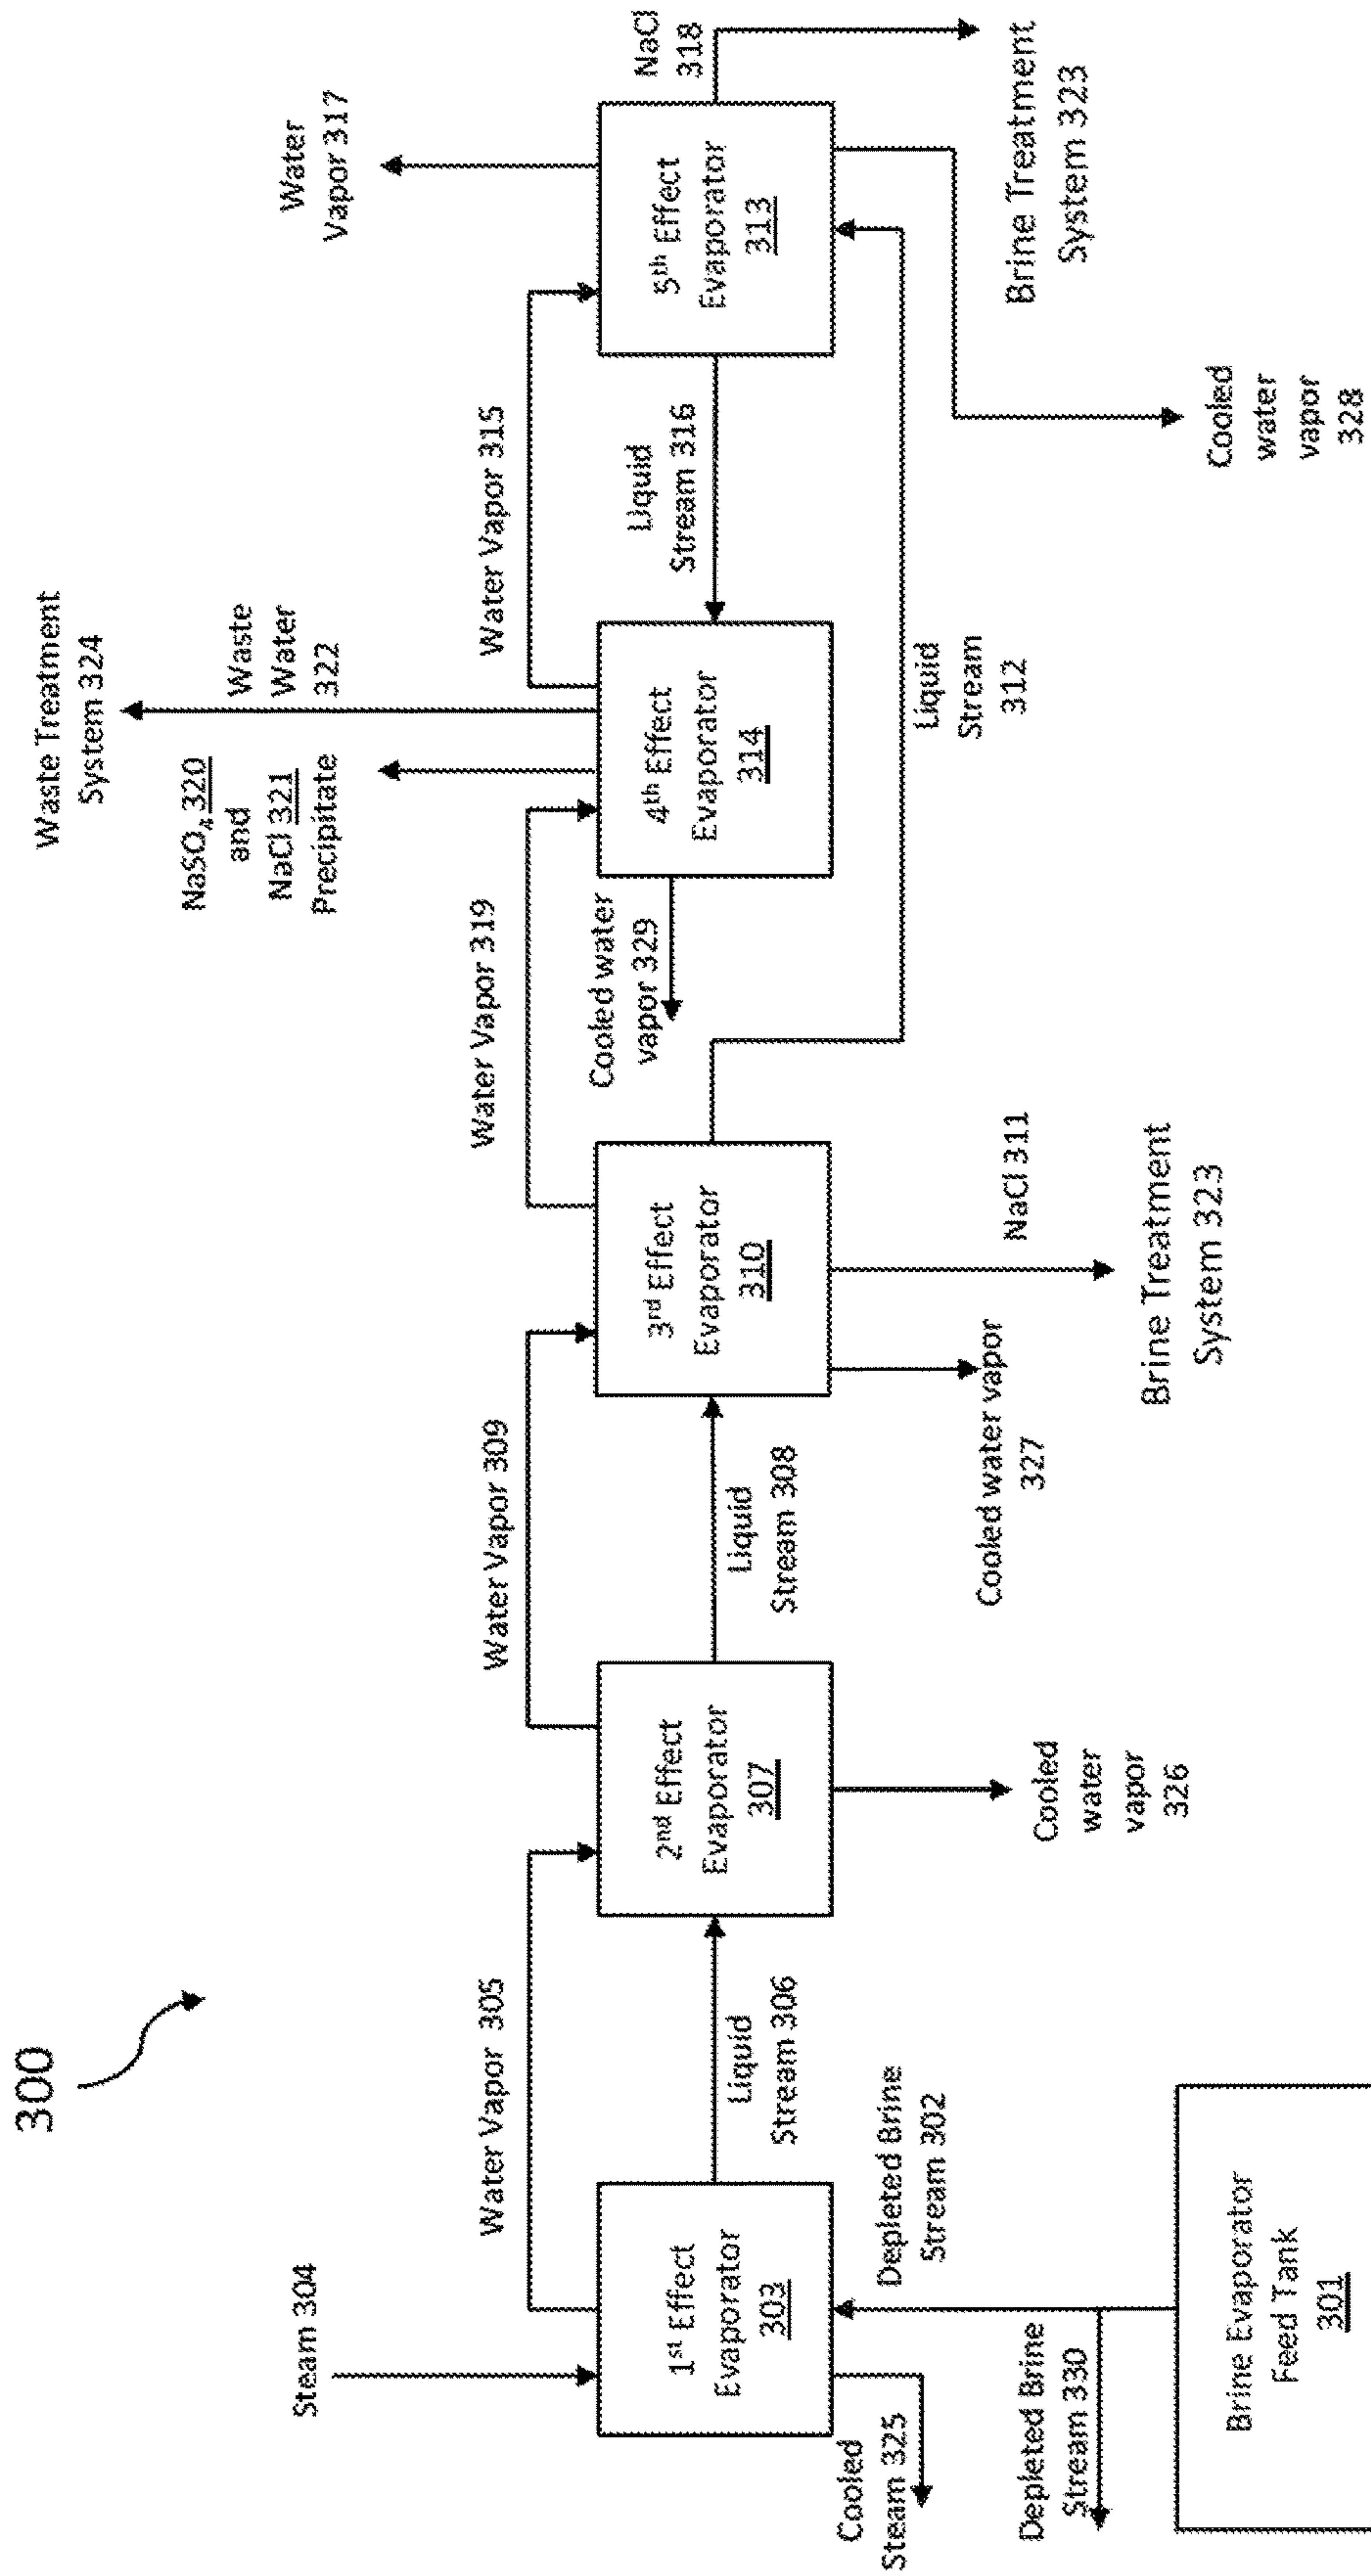 300
Steam 304
Water Vapor 305
1st Effect
Evaporator
303
Cooled
Steam 325
Liquid
Stream 306
Depleted Brine
Stream 302
Depleted Brine
Stream 330
Brine Evaporator
Feed Tank
301
2nd Effect
Evaporator
307
Water Vapor 309
Liquid
Stream 308
Cooled
water
vapor
326
3rd Effect
Evaporator
310
Cooled water vapor
327
NaCl 311
Brine Treatment
System 323
Water Vapor 319
Cooled water
vapor 329
Liquid
Stream
312
Waste Treatment
System 324
NaSO4 320
and
NaCl 321
Precipitate
Waste
Water
322
4th Effect
Evaporator
314
Water Vapor 315
Liquid
Stream 316
Water
Vapor 317
5th Effect
Evaporator
313
NaCl
318
Brine Treatment
System 323
Cooled
water
vapor
328